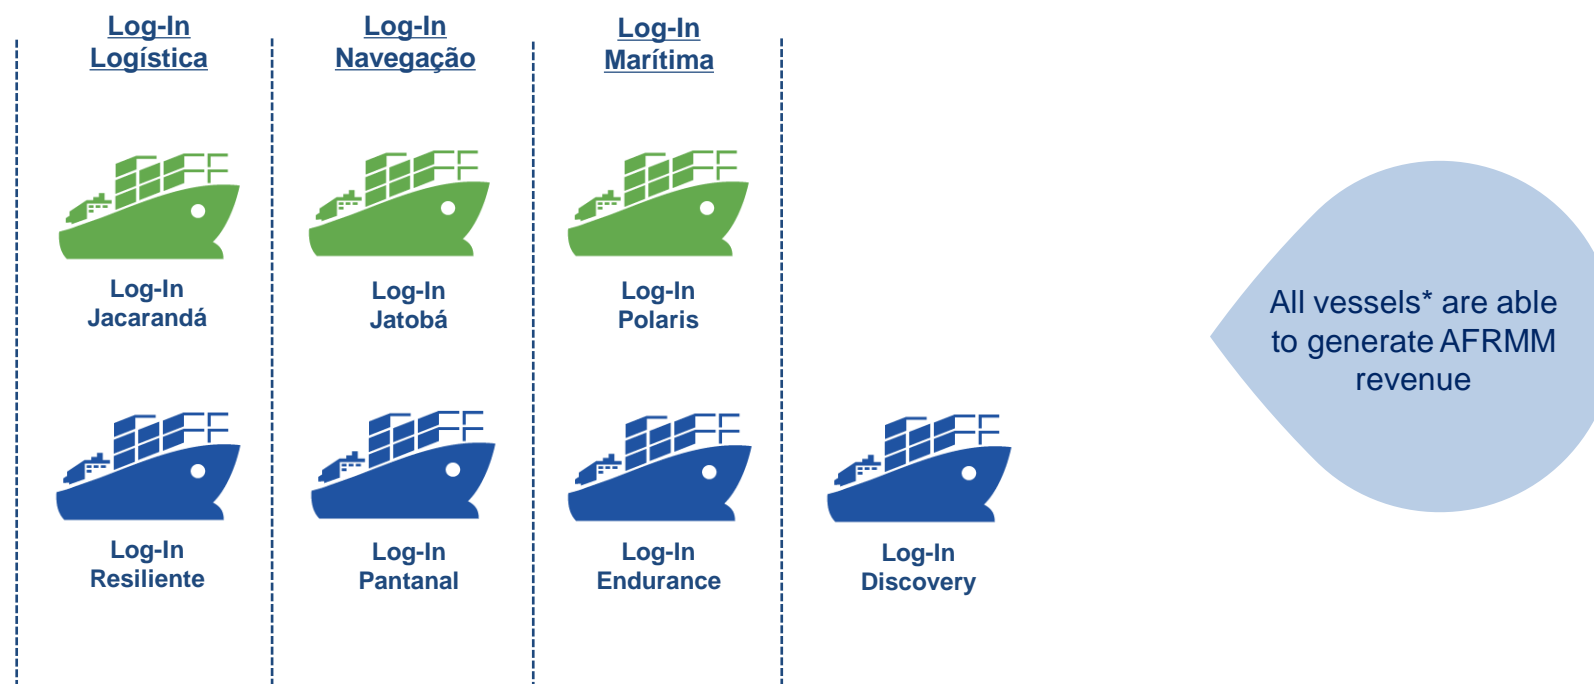 Log-In
Logística
Log-In
Navegação
Log-In
Marítima
Log-In
Jacarandá
Log-In
Jatobá
Log-In
Polaris
All vessels* are able
to generate AFRMM
revenue
Log-In
Resiliente
Log-In
Pantanal
Log-In
Endurance
Log-In
Discovery